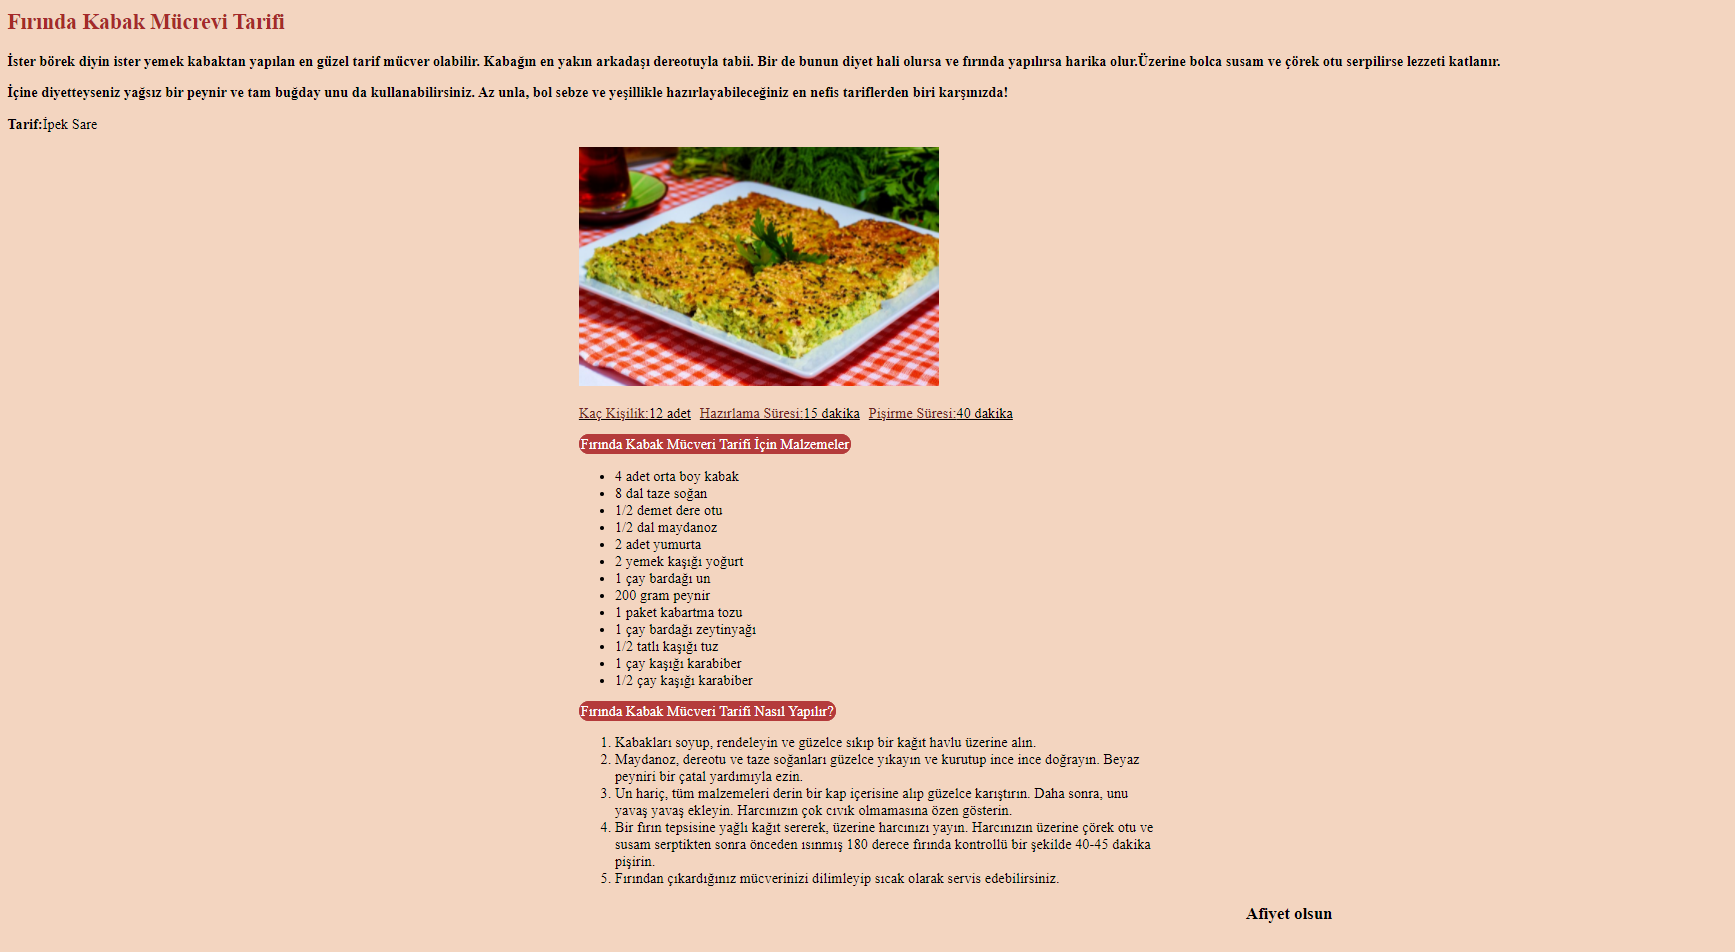 Fırında Kabak Mücrevi Tarifi
İster börek diyin ister yemek kabaktan yapılan en güzel tarif mücver olabilir. Kabağın en yakın arkadaşı dereotuyla tabii. Bir de bunun diyet hali olursa ve fırında yapılırsa harika olur.Üzerine bolca susam ve çörek otu serpilirse lezzeti katlanır.
İçine diyetteyseniz yağsız bir peynir ve tam buğday unu da kullanabilirsiniz. Az unla, bol sebze ve yeşillikle hazırlayabileceğiniz en nefis tariflerden biri karşınızda!
Tarif:İpek Sare
Kaç Kişilik:12 adet Hazırlama Süresi:15 dakika Pişirme Süresi:40 dakika
Fırında Kabak Mücveri Tarifi İçin Malzemeler
• 4 adet orta boy kabak
• 8 dal taze soğan
• 1/2 demet dere otu
• 1/2 dal maydanoz
• 2 adet yumurta
• 2 yemek kaşığı yoğurt
• 1 çay bardağı un
• 200 gram peynir
• 1 paket kabartma tozu
• 1 çay bardağı zeytinyağı
• 1/2 tatlı kaşığı tuz
• 1 çay kaşığı karabiber
• 1/2 çay kaşığı karabiber
Fırında Kabak Mücveri Tarifi Nasıl Yapılır?
1. Kabakları soyup, rendeleyin ve güzelce sıkıp bir kağıt havlu üzerine alın.
2. Maydanoz, dereotu ve taze soğanları güzelce yıkayın ve kurutup ince ince doğrayın. Beyaz
peyniri bir çatal yardımıyla ezin.
3. Un hariç, tüm malzemeleri derin bir kap içerisine alıp güzelce karıştırın. Daha sonra, unu
yavaş yavaş ekleyin. Harcınızın çok cıvık olmamasına özen gösterin.
4. Bir fırın tepsisine yağlı kağıt sererek, üzerine harcınızı yayın. Harcınızın üzerine çörek otu ve
susam serptikten sonra önceden ısınmış 180 derece fırında kontrollü bir şekilde 40-45 dakika
pişirin.
5. Fırından çıkardığınız mücverinizi dilimleyip sıcak olarak servis edebilirsiniz.
Afiyet olsun